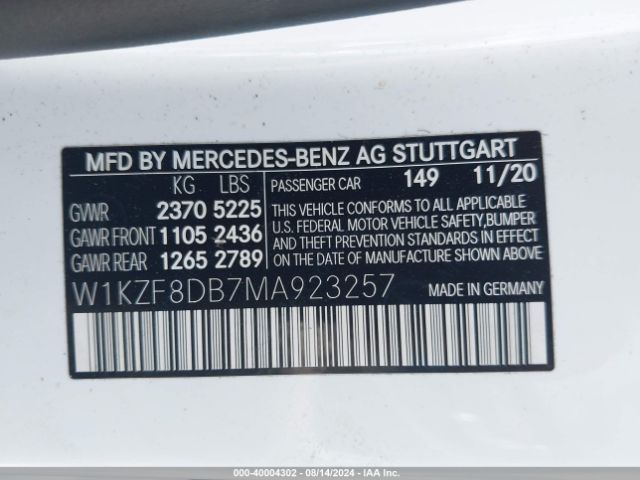 MFD BY MERCEDES-BENZ AG STUTTGART
KG LBS PASSENGER CAR 149 11/20
GVWR 2370 5225
GAWR FRONT 1105 2436
GAWR REAR 1265 2789
THIS VEHICLE CONFORMS TO ALL APPLICABLE
U.S. FEDERAL MOTOR VEHICLE SAFETY, BUMPER
AND THEFT PREVENTION STANDARDS IN EFFECT
ON THE DATE OF MANUFACTURE SHOWN ABOVE.
W1KZF8DB7MA923257 MADE IN GERMANY
000-40004302 - 08/14/2024 - IAA Inc.